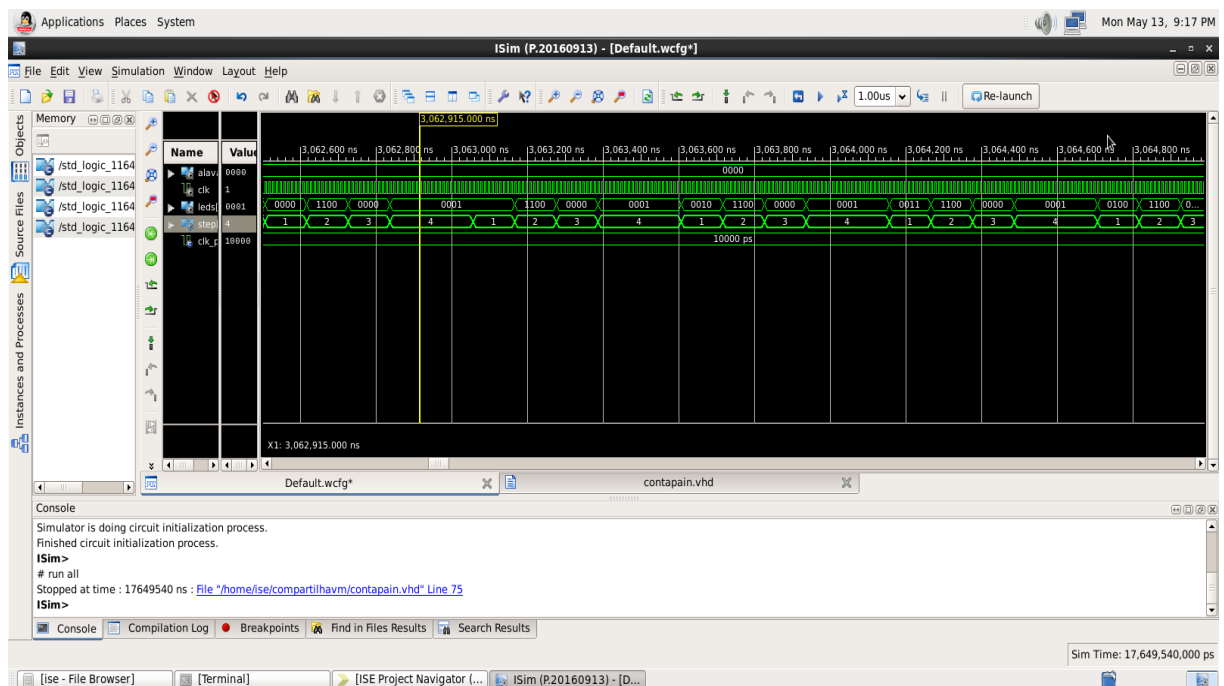 Applications Places System Mon May 13, 9:17 PM
ISim (P.20160913) - [Default.wcfg*]
File Edit View Simulation Window Layout Help
1.00us Re-launch
Objects
Source Files
Instances and Processes
Memory
/std_logic_1164
/std_logic_1164
/std_logic_1164
/std_logic_1164
3,062,915.000 ns
Name Value
3,062,600 ns 3,062,800 ns 3,063,000 ns 3,063,200 ns 3,063,400 ns 3,063,600 ns 3,063,800 ns 3,064,000 ns 3,064,200 ns 3,064,400 ns 3,064,600 ns 3,064,800 ns
alava 0000 0000
clk 1
leds[ 0001 0000 1100 0000 0001 1100 0000 0001 0010 1100 0000 0001 0011 1100 0000 0001 0100 1100 0...
step 4 1 2 3 4 1 2 3 4 1 2 3 4 1 2 3 4 1 2 3
clk_p 10000 10000 ps
X1: 3,062,915.000 ns
Default.wcfg* contapain.vhd
Console
Simulator is doing circuit initialization process.
Finished circuit initialization process.
ISim>
# run all
Stopped at time : 17649540 ns : File "/home/ise/compartilhavm/contapain.vhd" Line 75
ISim>
Console Compilation Log Breakpoints Find in Files Results Search Results
Sim Time: 17,649,540,000 ps
[ise - File Browser] [Terminal] [ISE Project Navigator (... ISim (P.20160913) - [D...